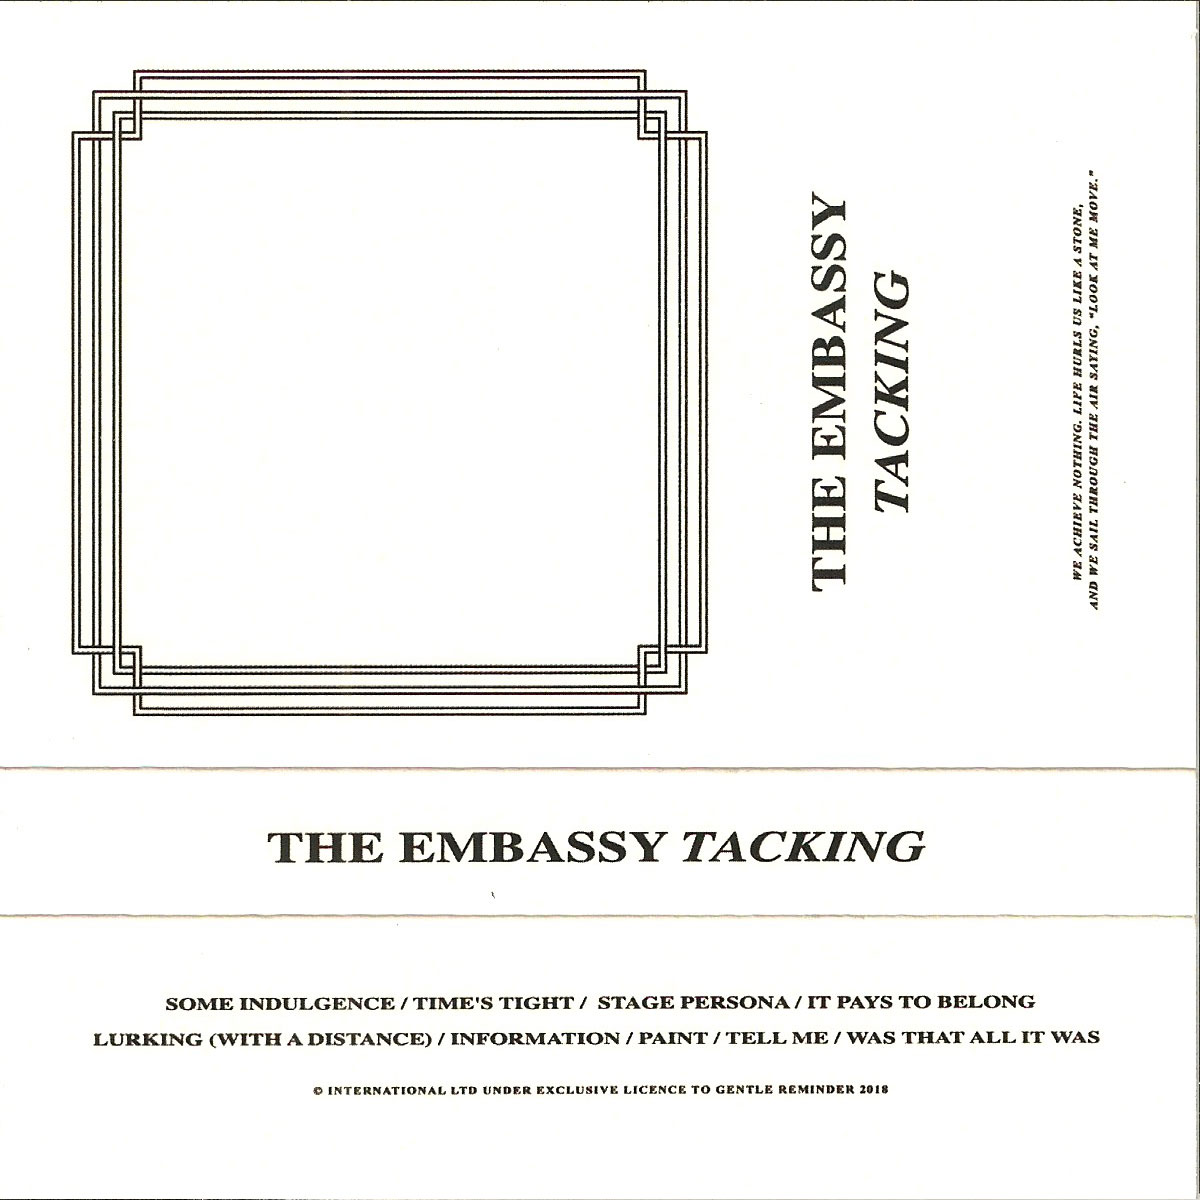 THE EMBASSY
TACKING
WE ACHIEVE NOTHING. LIFE HURLS US LIKE A STONE,
AND WE SAIL THROUGH THE AIR SAYING, "LOOK AT ME MOVE."
THE EMBASSY TACKING
SOME INDULGENCE / TIME'S TIGHT / STAGE PERSONA / IT PAYS TO BELONG
LURKING (WITH A DISTANCE) / INFORMATION / PAINT / TELL ME / WAS THAT ALL IT WAS
© INTERNATIONAL LTD UNDER EXCLUSIVE LICENCE TO GENTLE REMINDER 2018